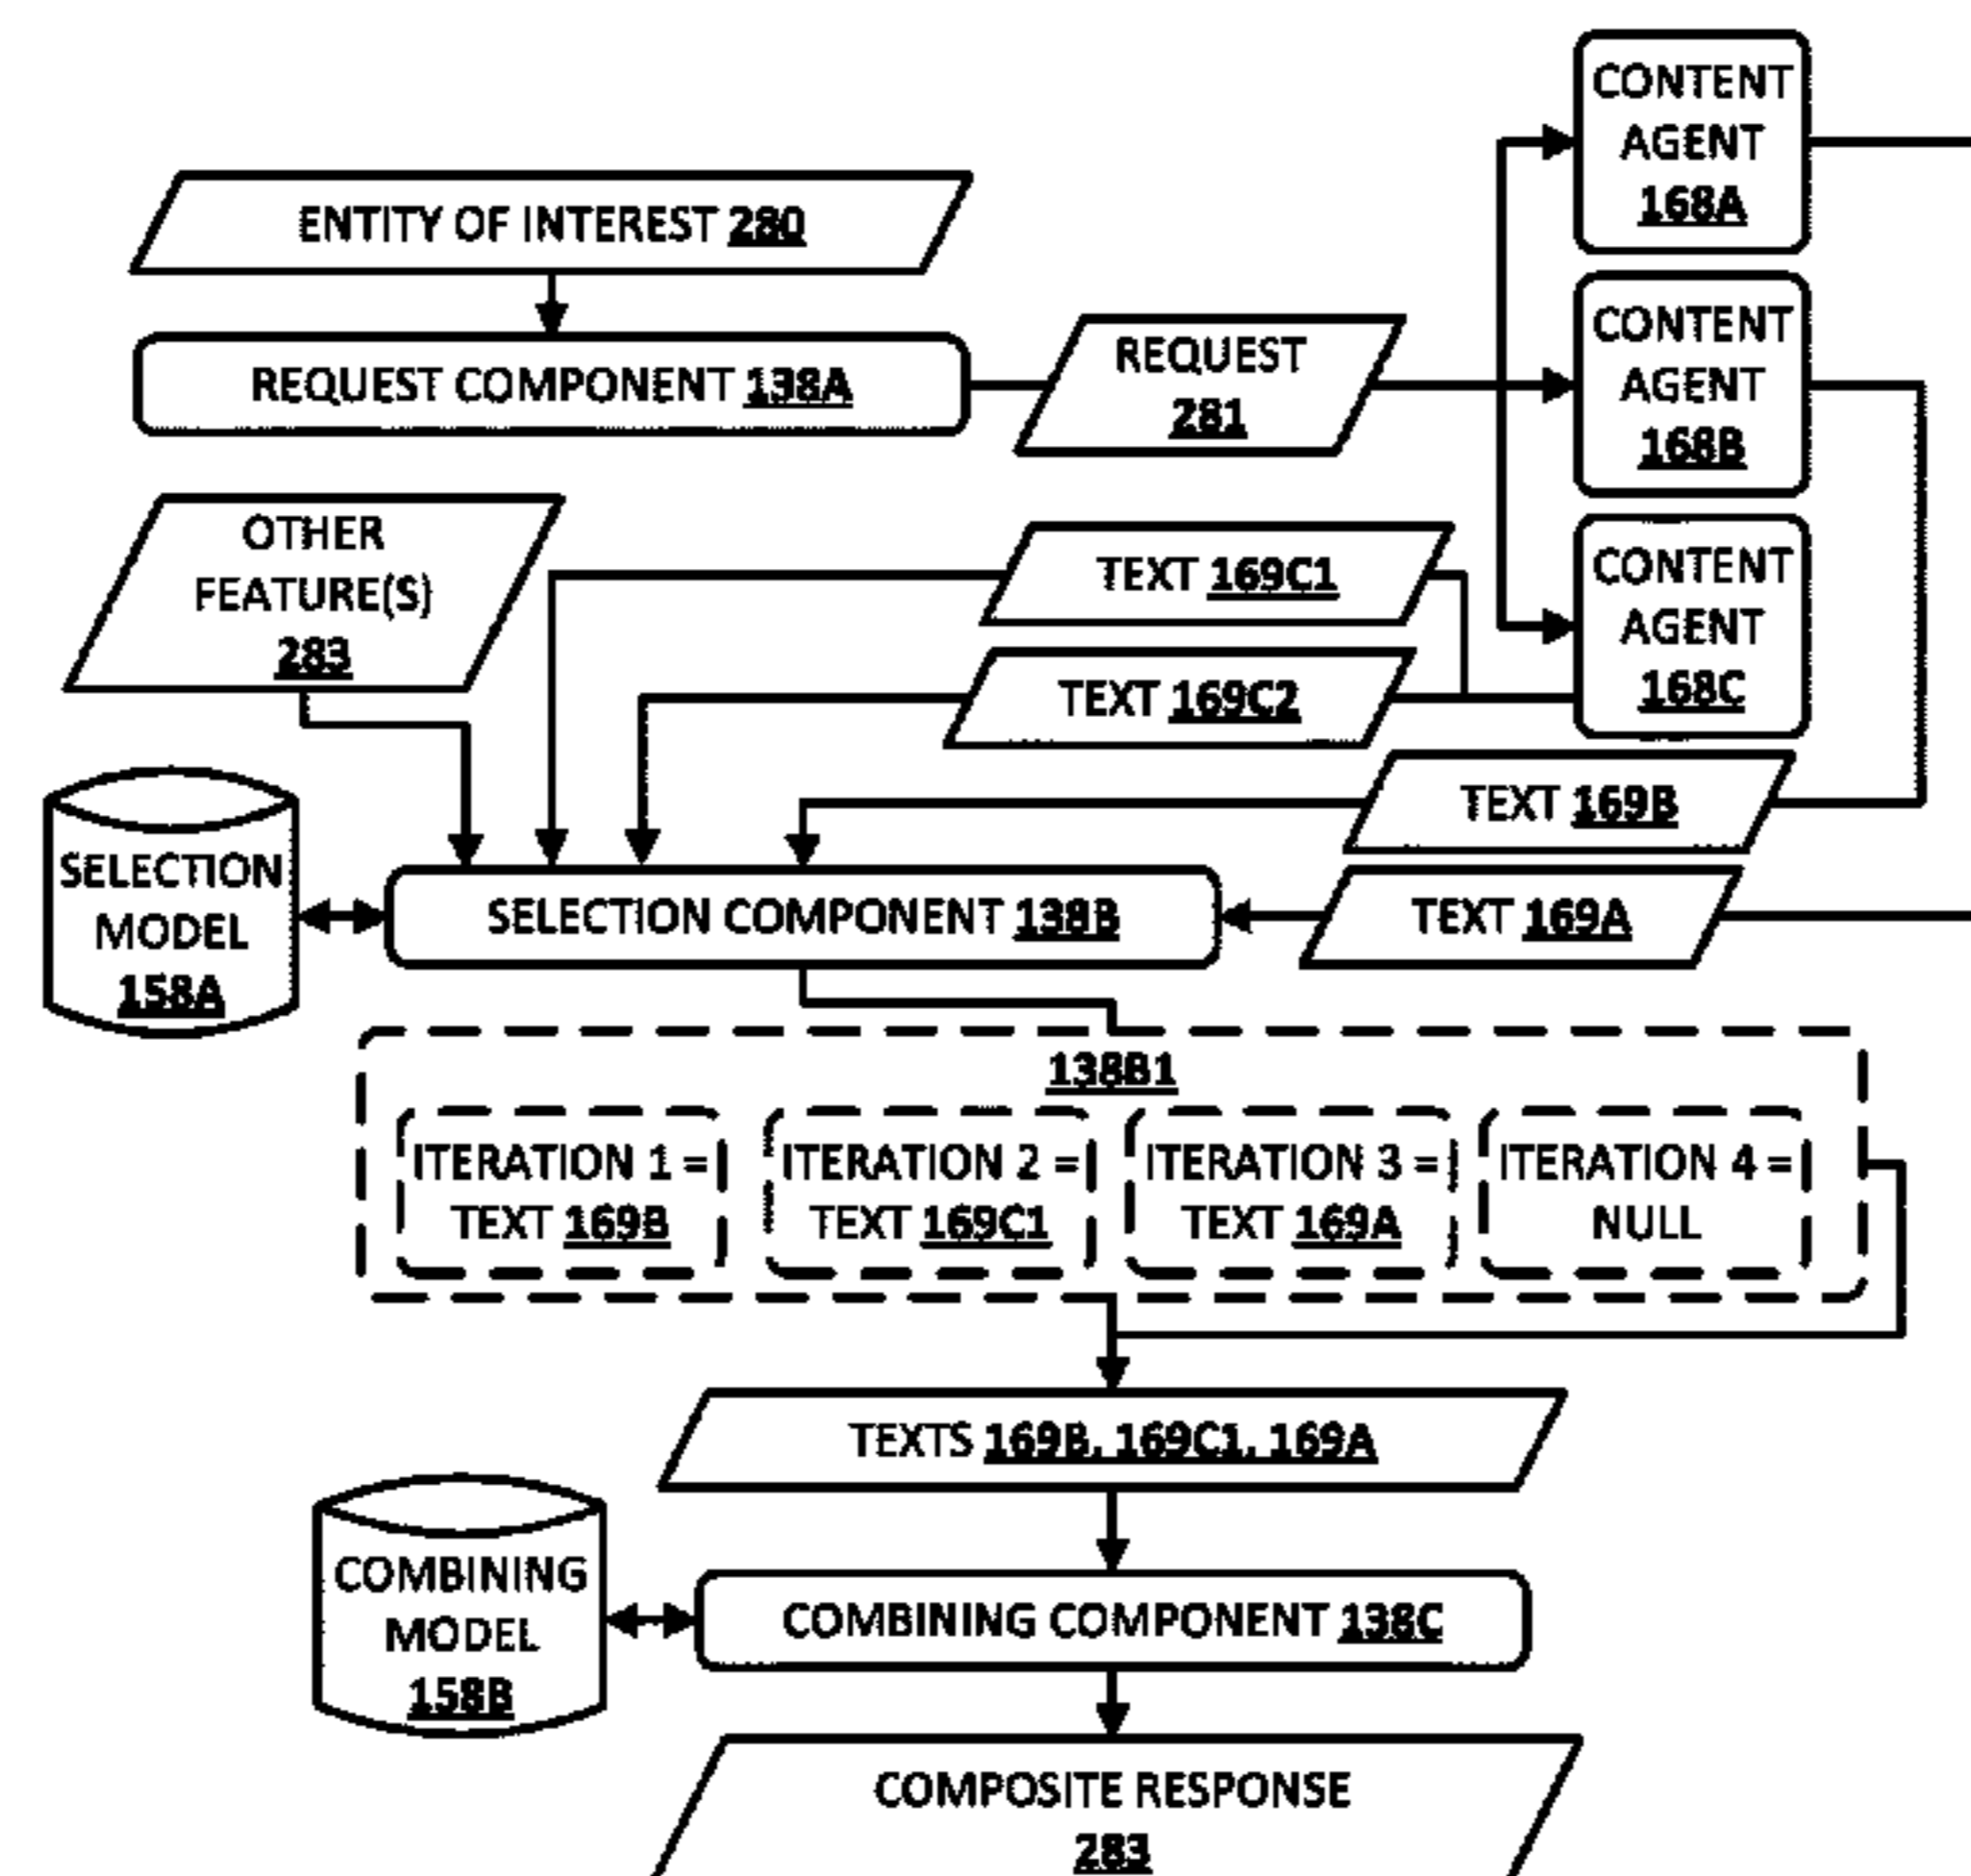 CONTENT
AGENT
168A
ENTITY OF INTEREST 280
REQUEST COMPONENT 138A
REQUEST
281
CONTENT
AGENT
168B
OTHER
FEATURE(S)
283
TEXT 169C1
CONTENT
AGENT
168C
TEXT 169C2
TEXT 169B
SELECTION
MODEL
158A
SELECTION COMPONENT 138B
TEXT 169A
138B1
ITERATION 1 =
TEXT 169B
ITERATION 2 =
TEXT 169C1
ITERATION 3 =
TEXT 169A
ITERATION 4 =
NULL
TEXTS 169B, 169C1, 169A
COMBINING
MODEL
158B
COMBINING COMPONENT 138C
COMPOSITE RESPONSE
283